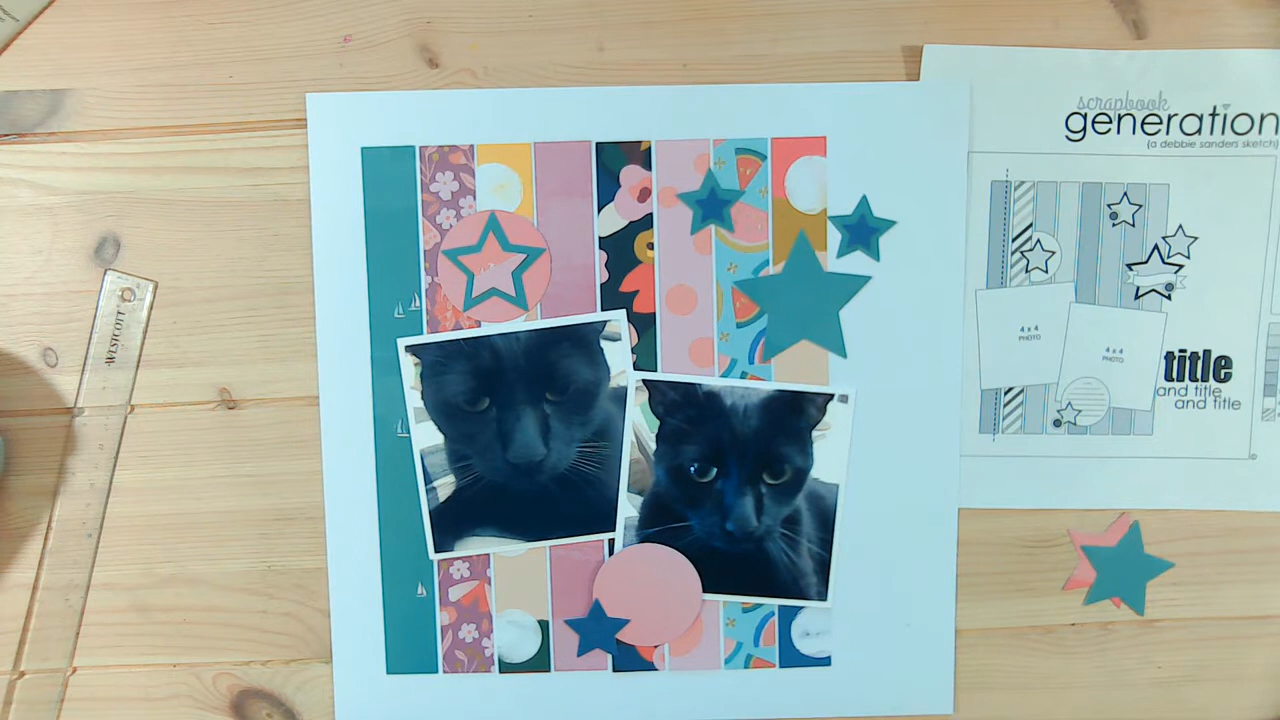 scrapbook
generation
(a debbie sanders sketch)
4 x 4
PHOTO
4 x 4
PHOTO
title
and title
and title
WESTCOTT